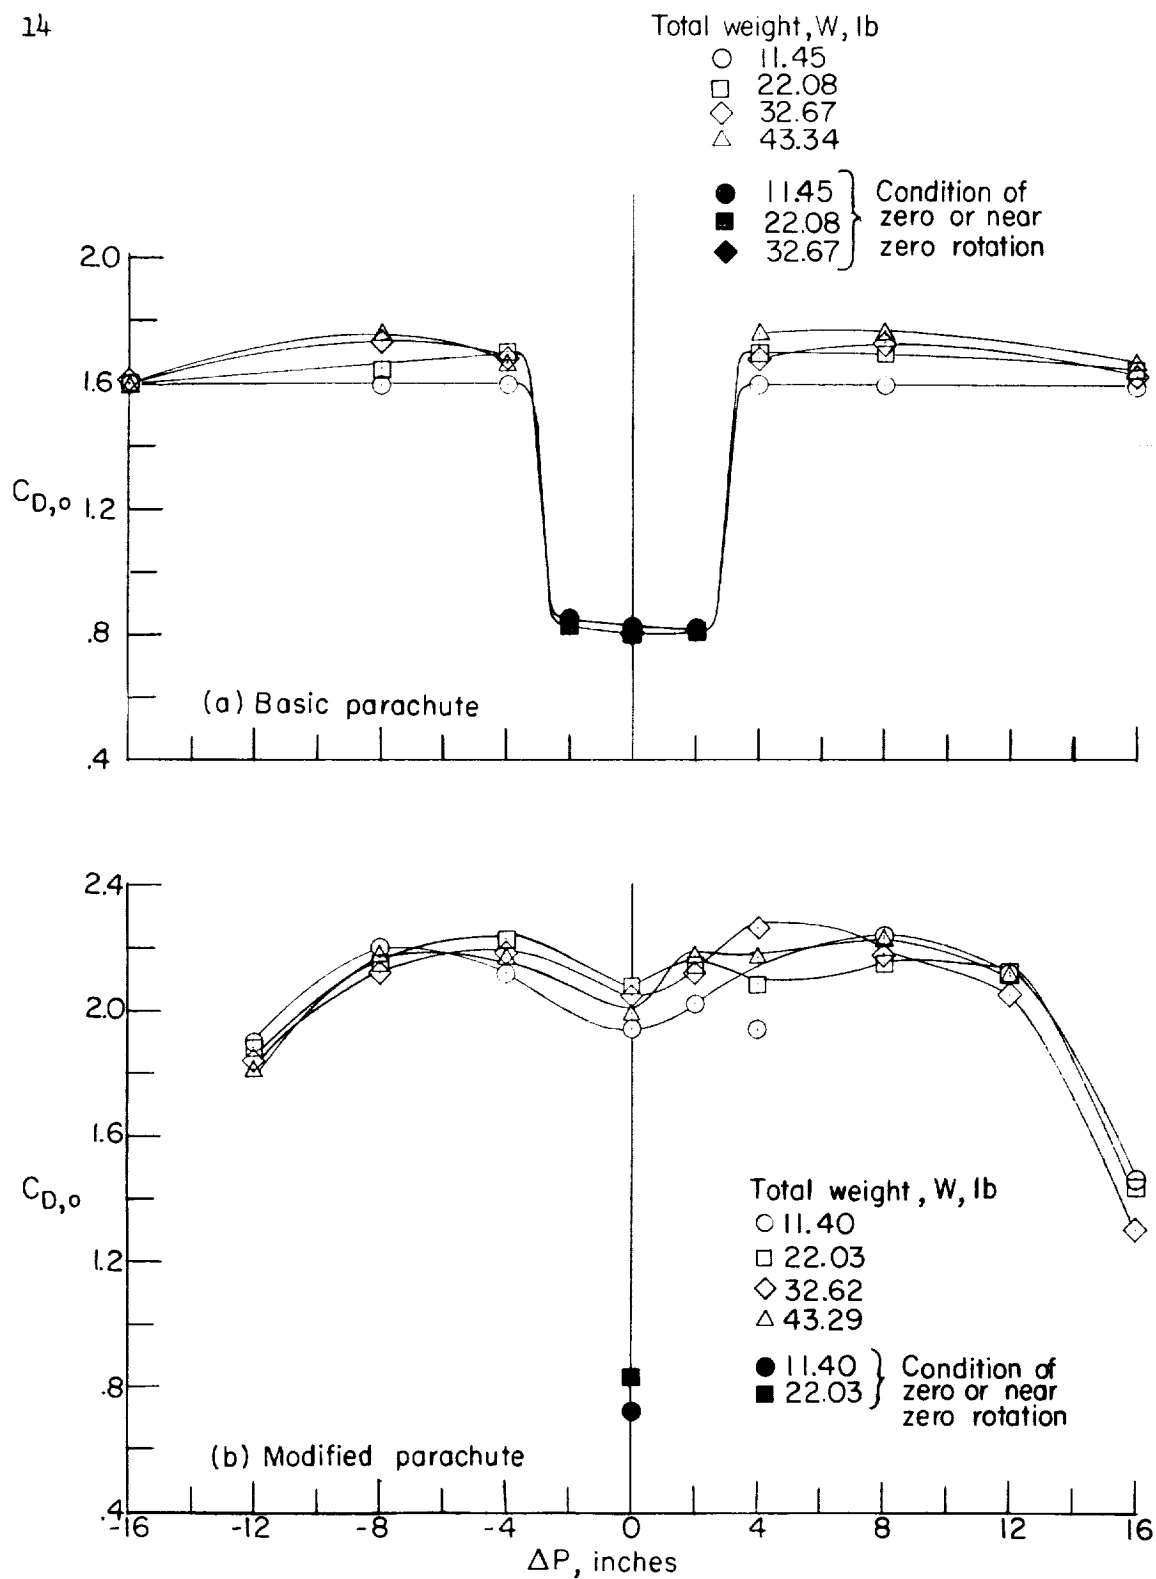 14
Total weight, W, lb
11.45
22.08
32.67
43.34
11.45
22.08
32.67
Condition of
zero or near
zero rotation
2.0
1.6
1.2
.8
.4
C_D,o
(a) Basic parachute
2.4
2.0
1.6
1.2
.8
.4
C_D,o
Total weight, W, lb
11.40
22.03
32.62
43.29
11.40
22.03
Condition of
zero or near
zero rotation
(b) Modified parachute
-16 -12 -8 -4 0 4 8 12 16
ΔP, inches